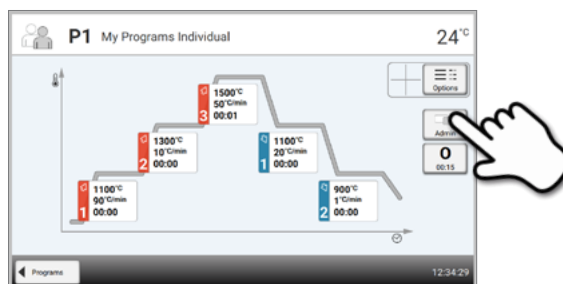 P1 My Programs Individual
24°C
Options
1500°C
50°C/min
00:01
3
1300°C
10°C/min
00:00
2
1100°C
20°C/min
00:00
1
Admin
0
00:15
1100°C
90°C/min
00:00
1
900°C
1°C/min
00:00
2
Programs
12:34:29